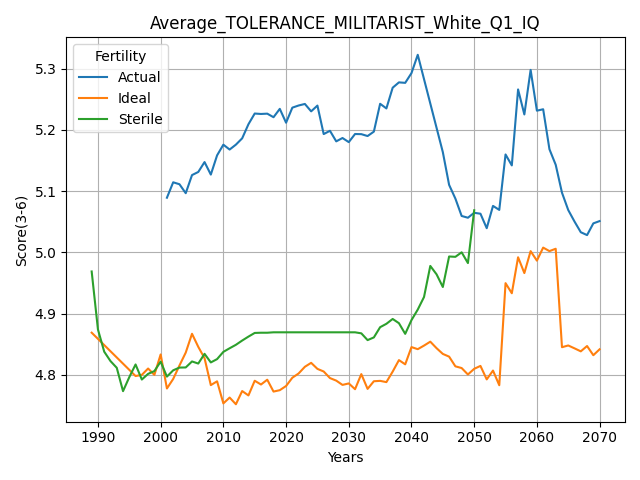 Average_TOLERANCE_MILITARIST_White_Q1_IQ
Fertility
Actual
Ideal
Sterile
Score(3-6)
5.3
5.2
5.1
5.0
4.9
4.8
1990 2000 2010 2020 2030 2040 2050 2060 2070
Years